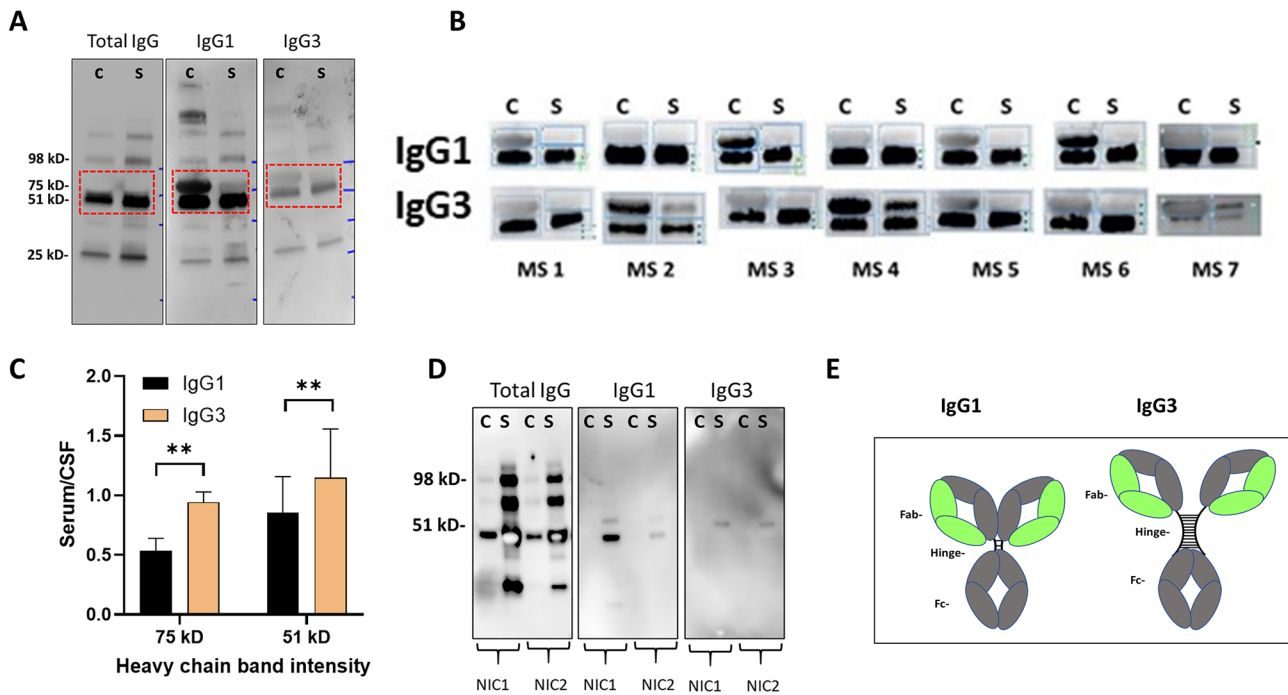 A
Total IgG IgG1 IgG3
C S C S C S
98 kD-
75 kD-
51 kD-
25 kD-
B
C S C S C S C S C S C S C S
IgG1
IgG3
MS 1 MS 2 MS 3 MS 4 MS 5 MS 6 MS 7
C
Serum/CSF
2.0
1.5
1.0
0.5
0.0
IgG1
IgG3
**
**
75 kD 51 kD
Heavy chain band intensity
D
Total IgG IgG1 IgG3
C S C S C S C S C S C S
98 kD-
51 kD-
NIC1 NIC2 NIC1 NIC2 NIC1 NIC2
E
IgG1 IgG3
Fab-
Hinge-
Fc-
Fab-
Hinge-
Fc-